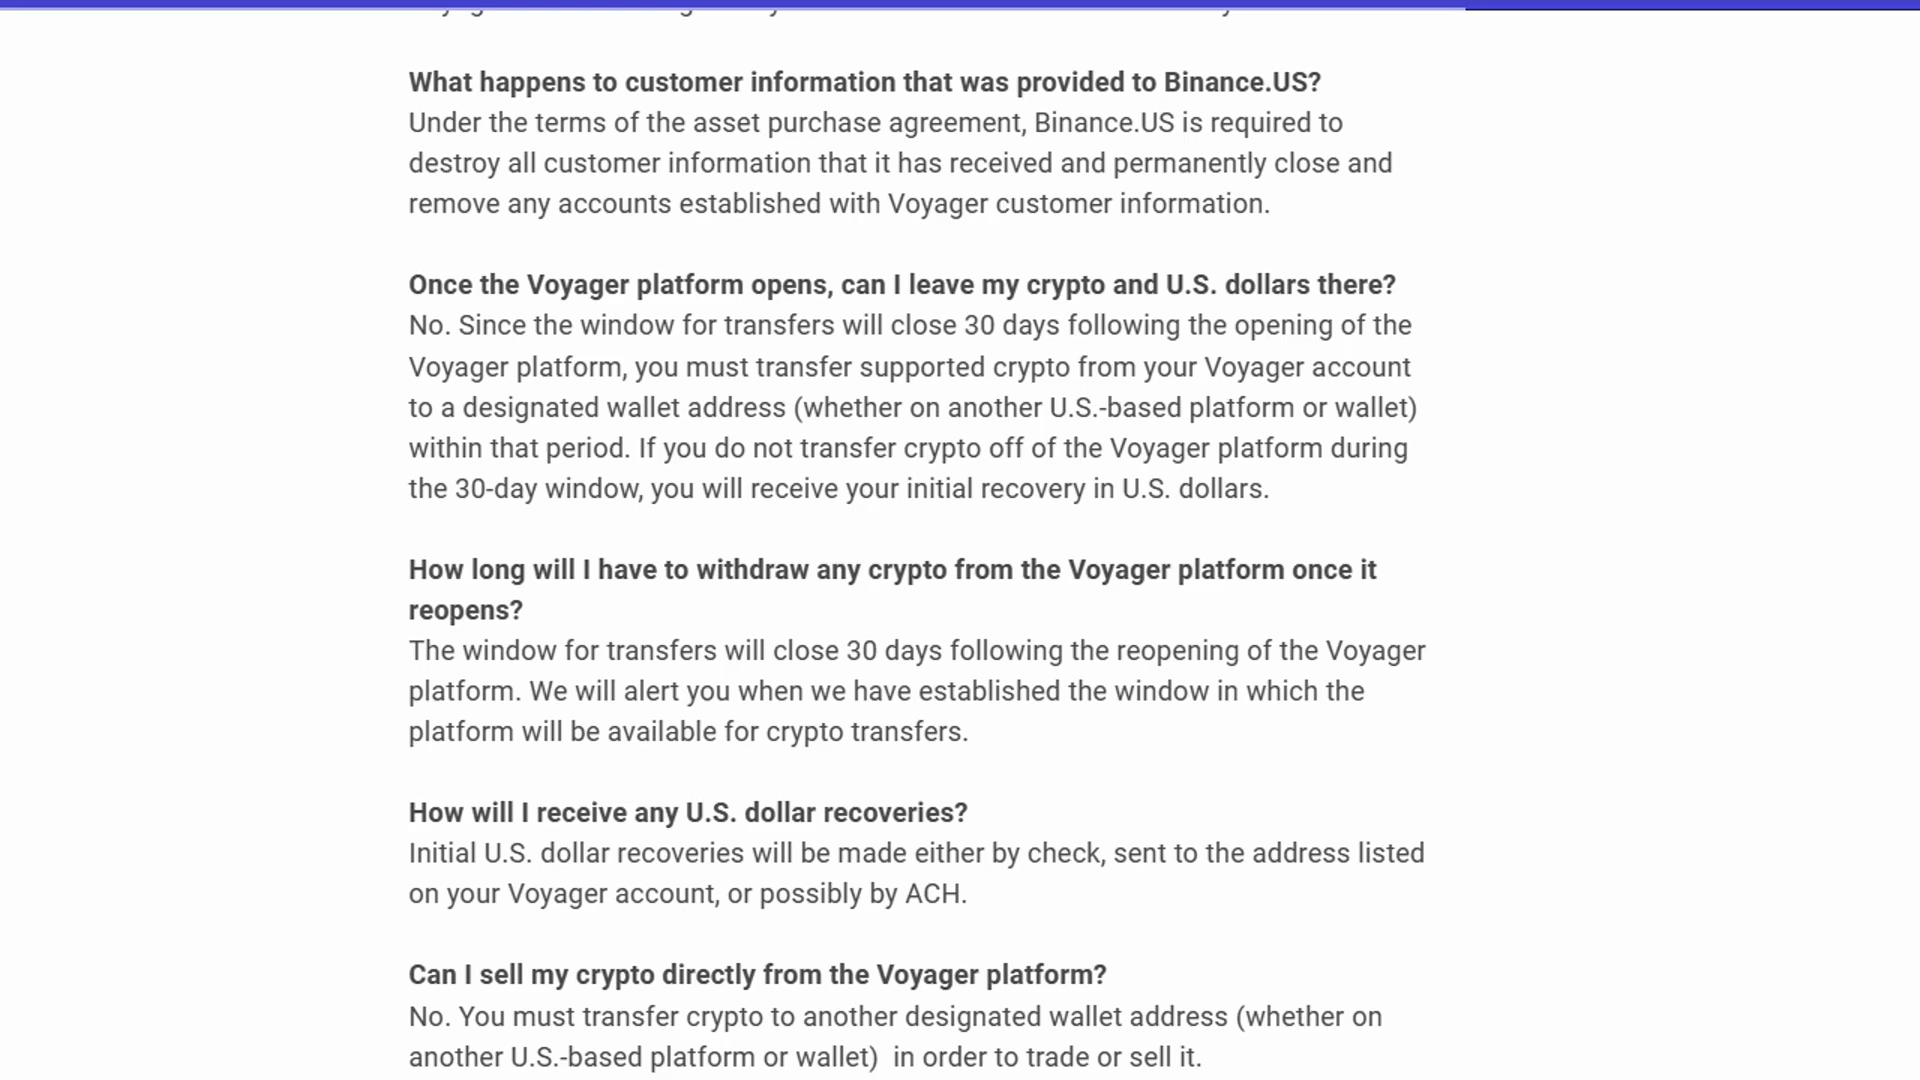 What happens to customer information that was provided to Binance.US?
Under the terms of the asset purchase agreement, Binance.US is required to
destroy all customer information that it has received and permanently close and
remove any accounts established with Voyager customer information.
Once the Voyager platform opens, can I leave my crypto and U.S. dollars there?
No. Since the window for transfers will close 30 days following the opening of the
Voyager platform, you must transfer supported crypto from your Voyager account
to a designated wallet address (whether on another U.S.-based platform or wallet)
within that period. If you do not transfer crypto off of the Voyager platform during
the 30-day window, you will receive your initial recovery in U.S. dollars.
How long will I have to withdraw any crypto from the Voyager platform once it
reopens?
The window for transfers will close 30 days following the reopening of the Voyager
platform. We will alert you when we have established the window in which the
platform will be available for crypto transfers.
How will I receive any U.S. dollar recoveries?
Initial U.S. dollar recoveries will be made either by check, sent to the address listed
on your Voyager account, or possibly by ACH.
Can I sell my crypto directly from the Voyager platform?
No. You must transfer crypto to another designated wallet address (whether on
another U.S.-based platform or wallet)  in order to trade or sell it.